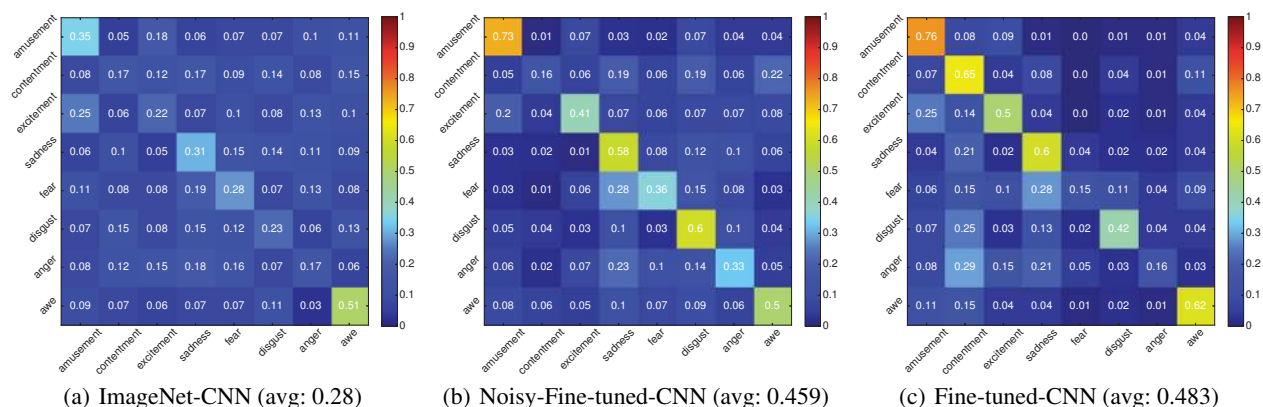 amusement 0.35 0.05 0.18 0.06 0.07 0.07 0.1 0.11
contentment 0.08 0.17 0.12 0.17 0.09 0.14 0.08 0.15
excitement 0.25 0.06 0.22 0.07 0.1 0.08 0.13 0.1
sadness 0.06 0.1 0.05 0.31 0.15 0.14 0.11 0.09
fear 0.11 0.08 0.08 0.19 0.28 0.07 0.13 0.08
disgust 0.07 0.15 0.08 0.15 0.12 0.23 0.06 0.13
anger 0.08 0.12 0.15 0.18 0.16 0.07 0.17 0.06
awe 0.09 0.07 0.06 0.07 0.07 0.11 0.03 0.51
amusement contentment excitement sadness fear disgust anger awe
1
0.9
0.8
0.7
0.6
0.5
0.4
0.3
0.2
0.1
0
(a) ImageNet-CNN (avg: 0.28)
amusement 0.73 0.01 0.07 0.03 0.02 0.07 0.04 0.04
contentment 0.05 0.16 0.06 0.19 0.06 0.19 0.06 0.22
excitement 0.2 0.04 0.41 0.07 0.06 0.07 0.07 0.08
sadness 0.03 0.02 0.01 0.58 0.08 0.12 0.1 0.06
fear 0.03 0.01 0.06 0.28 0.36 0.15 0.08 0.03
disgust 0.05 0.04 0.03 0.1 0.03 0.6 0.1 0.04
anger 0.06 0.02 0.07 0.23 0.1 0.14 0.33 0.05
awe 0.08 0.06 0.05 0.1 0.07 0.09 0.06 0.5
amusement contentment excitement sadness fear disgust anger awe
1
0.9
0.8
0.7
0.6
0.5
0.4
0.3
0.2
0.1
0
(b) Noisy-Fine-tuned-CNN (avg: 0.459)
amusement 0.76 0.08 0.09 0.01 0.0 0.01 0.01 0.04
contentment 0.07 0.65 0.04 0.08 0.0 0.04 0.01 0.11
excitement 0.25 0.14 0.5 0.04 0.0 0.02 0.01 0.04
sadness 0.04 0.21 0.02 0.6 0.04 0.02 0.02 0.04
fear 0.06 0.15 0.1 0.28 0.15 0.11 0.04 0.09
disgust 0.07 0.25 0.03 0.13 0.02 0.42 0.04 0.04
anger 0.08 0.29 0.15 0.21 0.05 0.03 0.16 0.03
awe 0.11 0.15 0.04 0.04 0.01 0.02 0.01 0.62
amusement contentment excitement sadness fear disgust anger awe
1
0.9
0.8
0.7
0.6
0.5
0.4
0.3
0.2
0.1
0
(c) Fine-tuned-CNN (avg: 0.483)